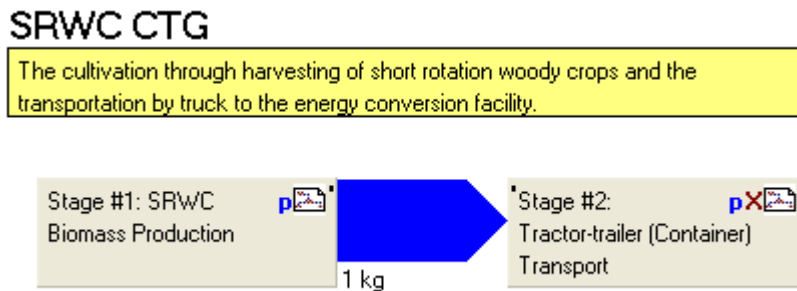 SRWC CTG
The cultivation through harvesting of short rotation woody crops and the
transportation by truck to the energy conversion facility.
Stage #1: SRWC p
Biomass Production
1 kg
Stage #2: pX
Tractor-trailer (Container)
Transport